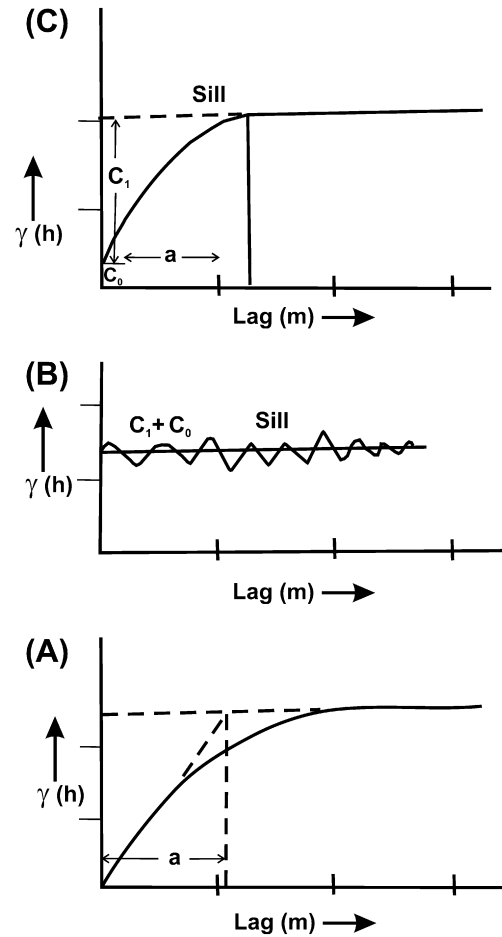 (C)
Sill
C₁
γ (h)
a
C₀
Lag (m)
(B)
C₁+ C₀ Sill
γ (h)
Lag (m)
(A)
γ (h)
a
Lag (m)